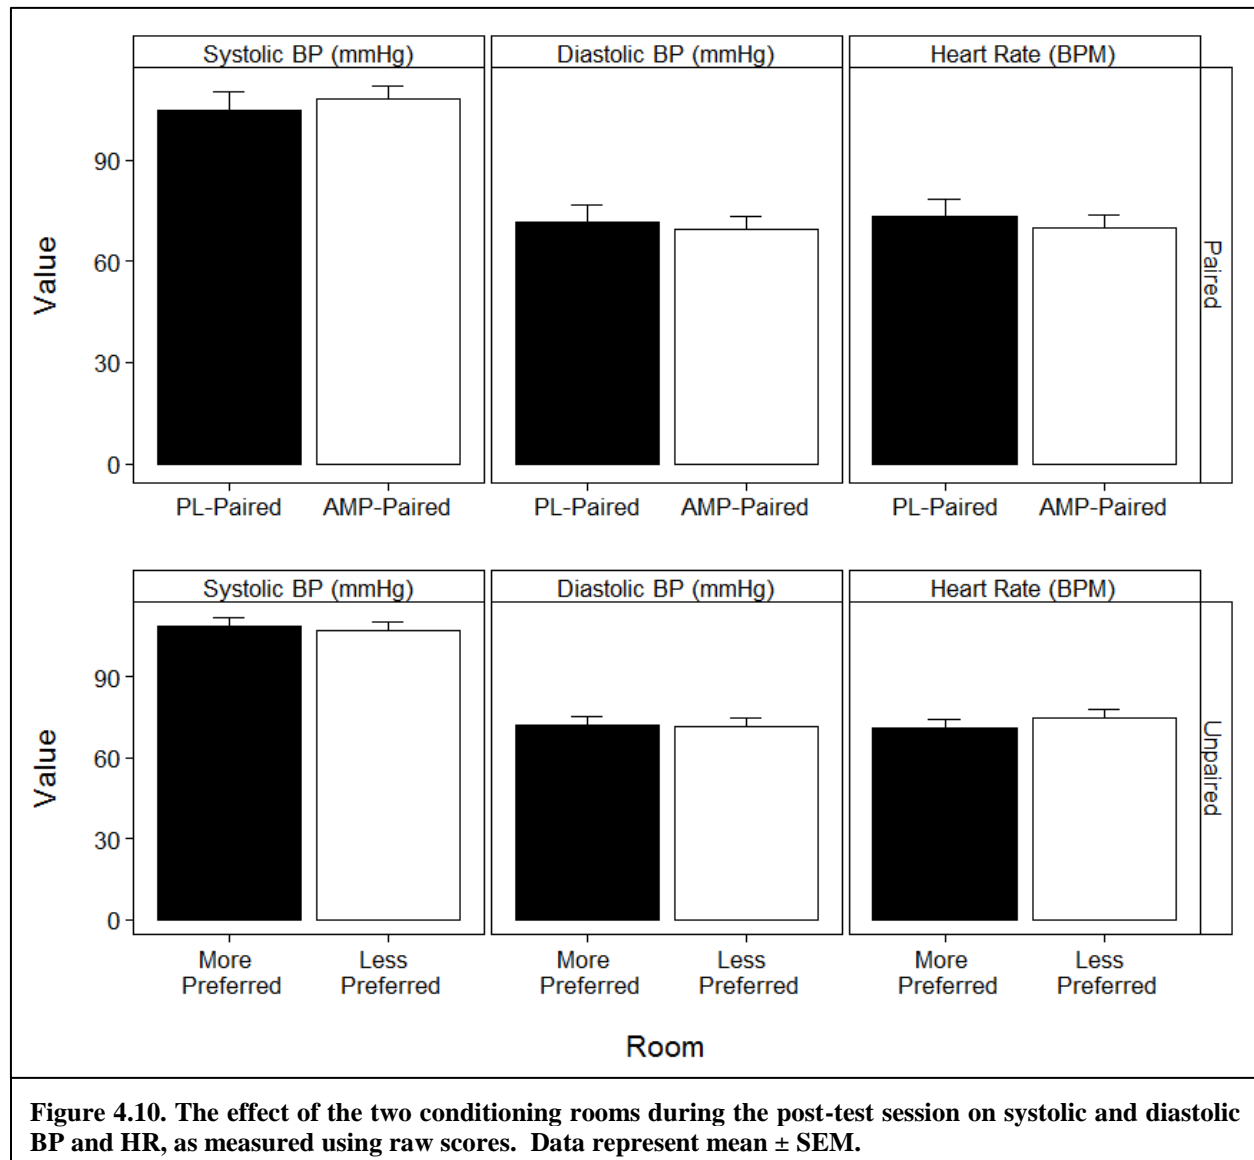 Systolic BP (mmHg) Diastolic BP (mmHg) Heart Rate (BPM)
Value
90
60
30
0
Paired
PL-Paired AMP-Paired PL-Paired AMP-Paired PL-Paired AMP-Paired
Systolic BP (mmHg) Diastolic BP (mmHg) Heart Rate (BPM)
Value
90
60
30
0
Unpaired
More Less More Less More Less
Preferred Preferred Preferred Preferred Preferred Preferred
Room
Figure 4.10. The effect of the two conditioning rooms during the post-test session on systolic and diastolic
BP and HR, as measured using raw scores. Data represent mean ± SEM.